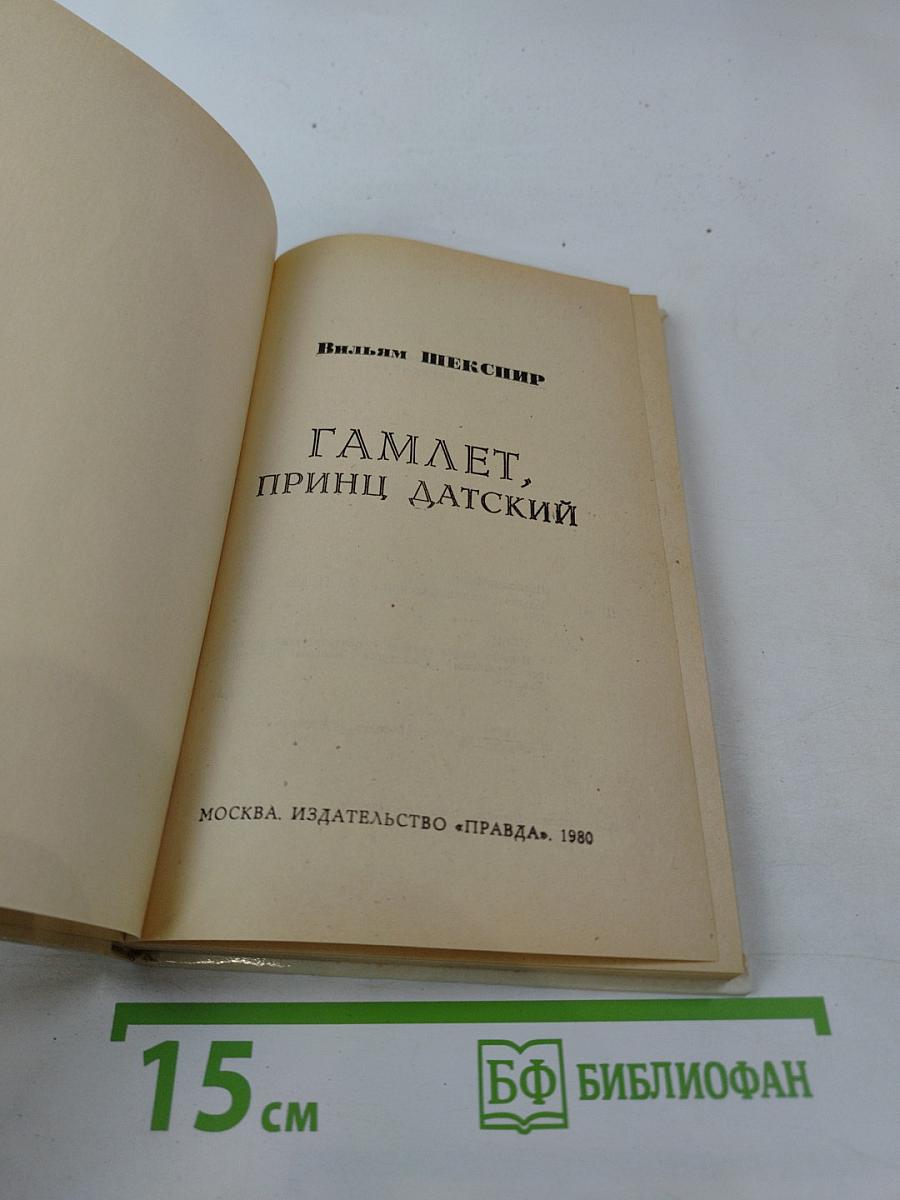 Вильям ШЕКСПИР
ГАМЛЕТ,
ПРИНЦ ДАТСКИЙ
МОСКВА. ИЗДАТЕЛЬСТВО «ПРАВДА». 1980
15 см
БФ БИБЛИОФАН